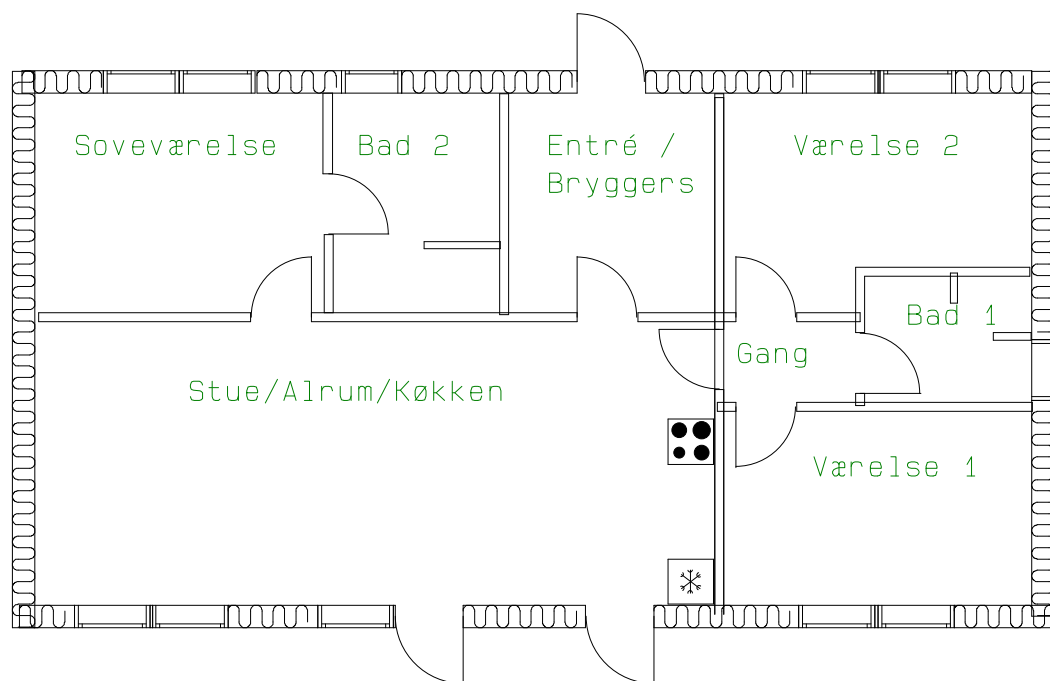 Soveværelse
Bad 2
Entré /
Bryggers
Værelse 2
Bad 1
Gang
Stue/Alrum/Køkken
Værelse 1